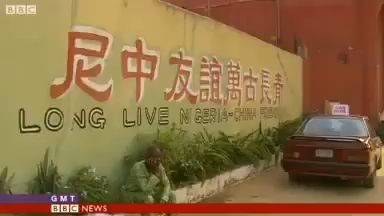 BBC
尼中友誼萬古長青
LONG LIVE NIGERIA-CHINA
GMT
BBC NEWS